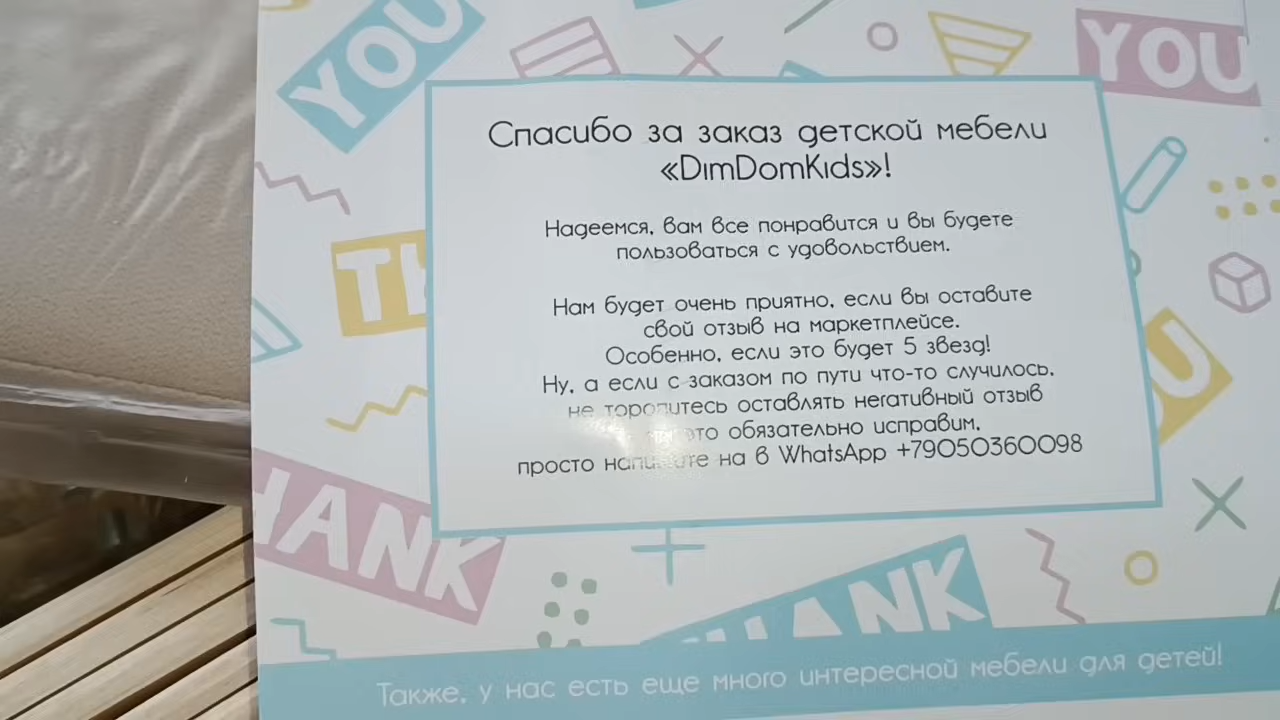 YOU
YOU
Спасибо за заказ детской мебели
«DimDomKids»!
Надеемся, вам все понравится и вы будете
пользоваться с удовольствием.
Нам будет очень приятно, если вы оставите
свой отзыв на маркетплейсе.
Особенно, если это будет 5 звезд!
Ну, а если с заказом по пути что-то случилось,
не торопитесь оставлять негативный отзыв
мы это обязательно исправим,
просто напишите на в WhatsApp +79050360098
TH
U
HANK
THANK
Также, у нас есть еще много интересной мебели для детей!